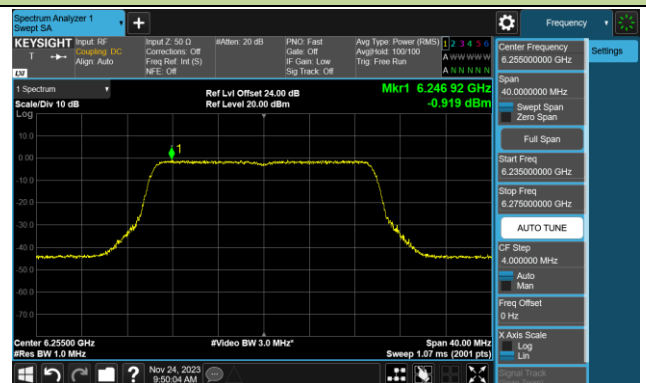 Spectrum Analyzer 1
Swept SA
Frequency
KEYSIGHT
Input: RF
Coupling: DC
Align: Auto
Input Z: 50 Ω
Corrections: Off
Freq Ref: Int (S)
NFE: Off
#Atten: 20 dB
PNO: Fast
Gate: Off
IF Gain: Low
Sig Track: Off
Avg Type: Power (RMS)
Avg|Hold: 100/100
Trig: Free Run
1 2 3 4 5 6
A W W W W W
A N N N N N
LXI
1 Spectrum
Scale/Div 10 dB
Log
Ref Lvl Offset 24.00 dB
Ref Level 20.00 dBm
Mkr1 6.246 92 GHz
-0.919 dBm
1
10.0
0.00
-10.0
-20.0
-30.0
-40.0
-50.0
-60.0
-70.0
Center 6.25500 GHz
#Res BW 1.0 MHz
#Video BW 3.0 MHz*
Span 40.00 MHz
Sweep 1.07 ms (2001 pts)
Nov 24, 2023
9:50:04 AM
Center Frequency
6.255000000 GHz
Span
40.0000000 MHz
Swept Span
Zero Span
Full Span
Start Freq
6.235000000 GHz
Stop Freq
6.275000000 GHz
AUTO TUNE
CF Step
4.000000 MHz
Auto
Man
Freq Offset
0 Hz
X Axis Scale
Log
Lin
Signal Track
Settings